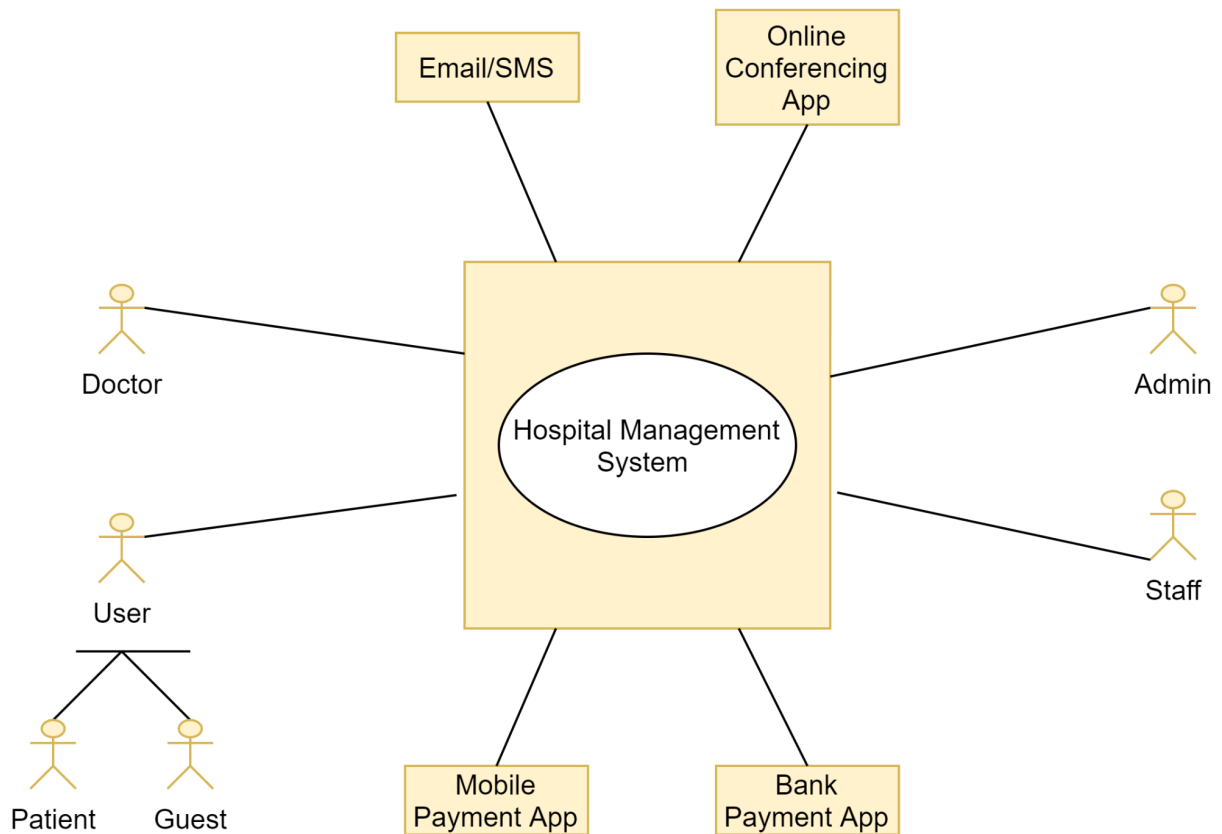 Email/SMS
Online
Conferencing
App
Doctor
Admin
Hospital Management
System
User
Staff
Patient
Guest
Mobile
Payment App
Bank
Payment App